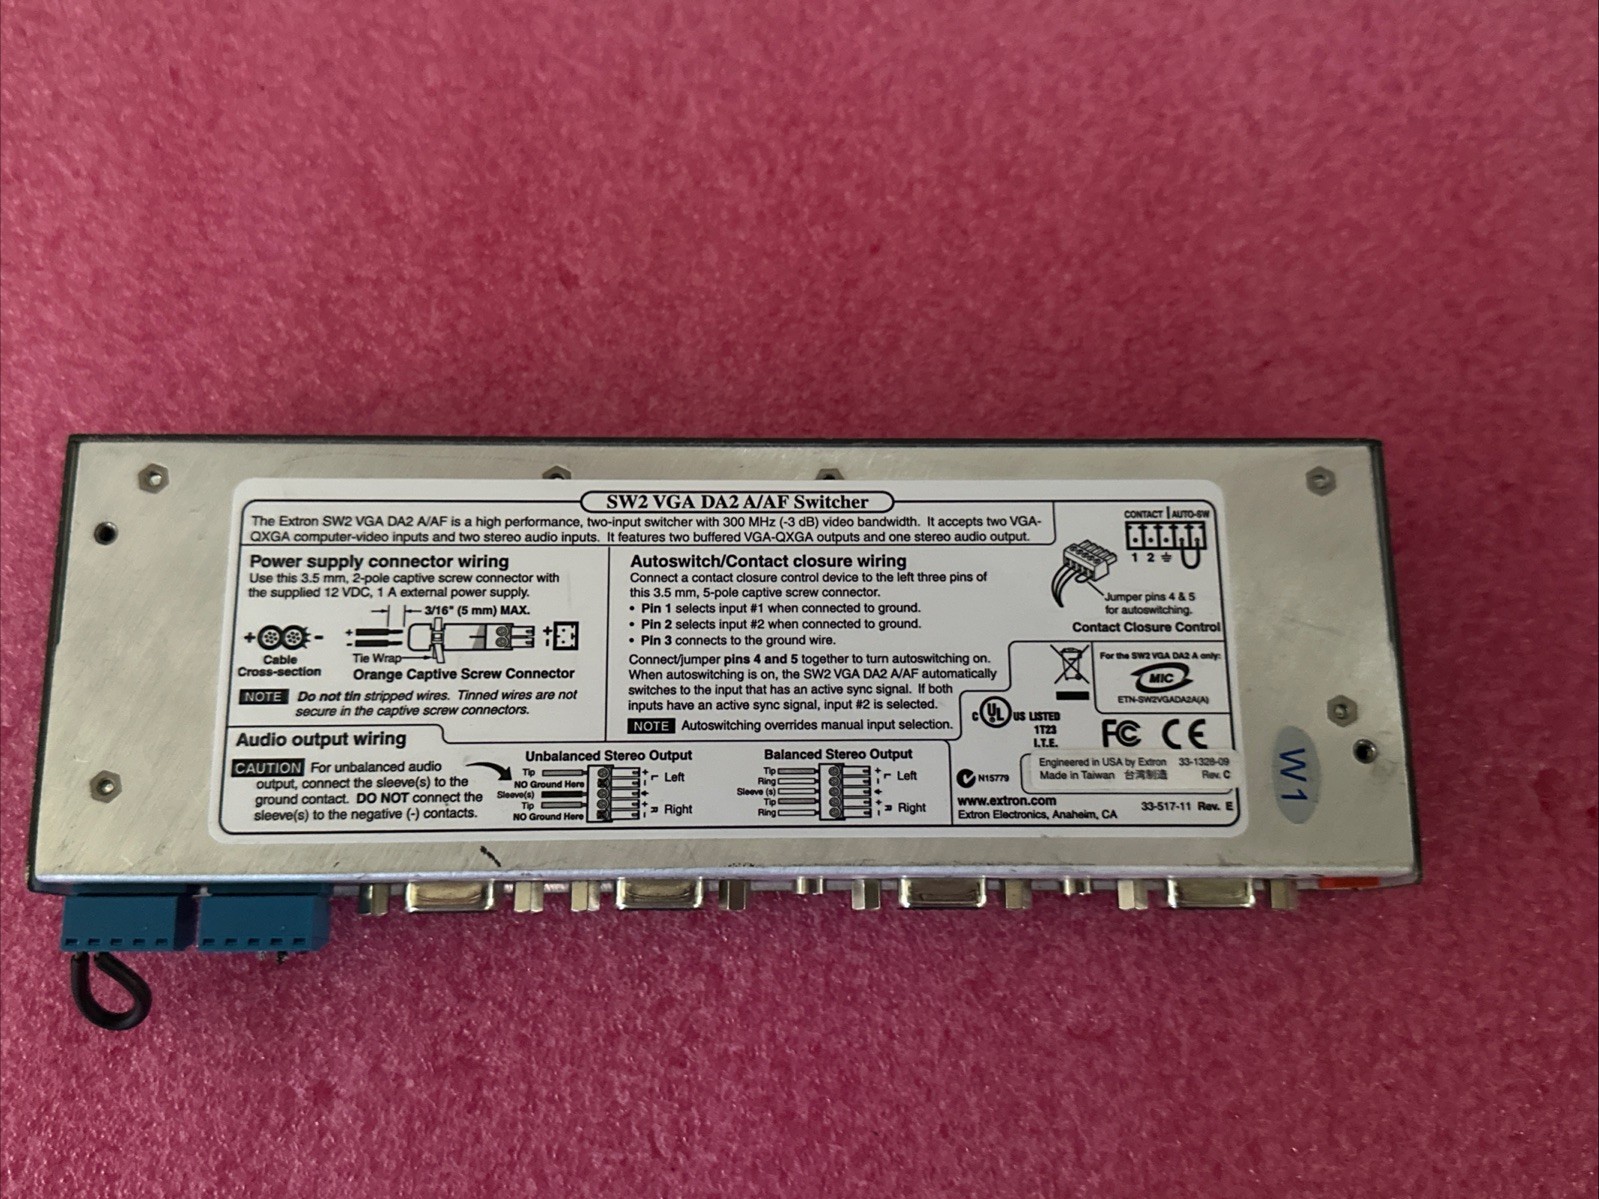 SW2 VGA DA2 A/AF Switcher
The Extron SW2 VGA DA2 A/AF is a high performance, two-input switcher with 300 MHz (-3 dB) video bandwidth. It accepts two VGA-
QXGA computer-video inputs and two stereo audio inputs. It features two buffered VGA-QXGA outputs and one stereo audio output.
Power supply connector wiring
Use this 3.5 mm, 2-pole captive screw connector with
the supplied 12 VDC, 1 A external power supply.
3/16" (5 mm) MAX.
+ -
+
-
+
-
Cable
Cross-section
Tie Wrap
Orange Captive Screw Connector
NOTE Do not tin stripped wires. Tinned wires are not
secure in the captive screw connectors.
Autoswitch/Contact closure wiring
Connect a contact closure control device to the left three pins of
this 3.5 mm, 5-pole captive screw connector.
• Pin 1 selects input #1 when connected to ground.
• Pin 2 selects input #2 when connected to ground.
• Pin 3 connects to the ground wire.
Connect/jumper pins 4 and 5 together to turn autoswitching on.
When autoswitching is on, the SW2 VGA DA2 A/AF automatically
switches to the input that has an active sync signal. If both
inputs have an active sync signal, input #2 is selected.
NOTE Autoswitching overrides manual input selection.
CONTACT AUTO-SW
1 2
Jumper pins 4 & 5
for autoswitching.
Contact Closure Control
For the SW2 VGA DA2 A only:
MIC
ETN-SW2VGADA2A(A)
C UL US LISTED
1T23
I.T.E.
FC CE
Audio output wiring
CAUTION For unbalanced audio
output, connect the sleeve(s) to the
ground contact. DO NOT connect the
sleeve(s) to the negative (-) contacts.
Unbalanced Stereo Output
Tip
NO Ground Here
Sleeve(s)
Tip
NO Ground Here
L Left
R Right
Balanced Stereo Output
Tip
Ring
Sleeve (s)
Tip
Ring
L Left
R Right
N15779
Engineered in USA by Extron 33-1328-09
Made in Taiwan 台湾制造 Rev. C
www.extron.com
33-517-11 Rev. E
Extron Electronics, Anaheim, CA
W1